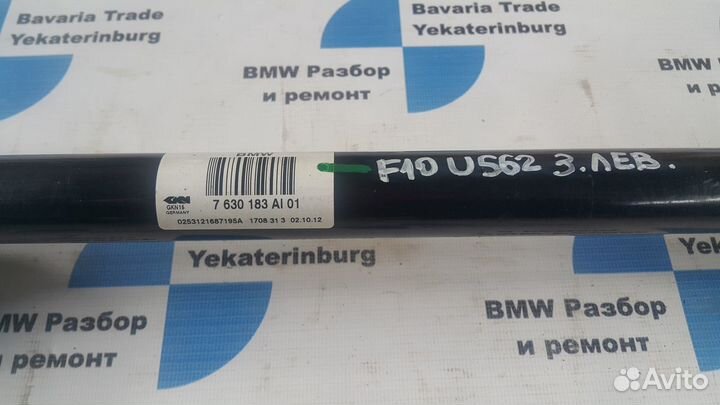 Bavaria Trade
Yekaterinburg
Yekaterinburg
BMW Разбор
и ремонт
BMW Разбор
и ремонт
BMW
GKN
GKN15
GERMANY
7 630 183 AI 01
0253121687195A 1708 31 3 02.10.12
F10 U562 3.ЛЕВ.
Bavaria Trade
Yekaterinburg
MW Разбор
и ремонт
BMW Разбор
и ремонт
Yekaterinburg
Avito